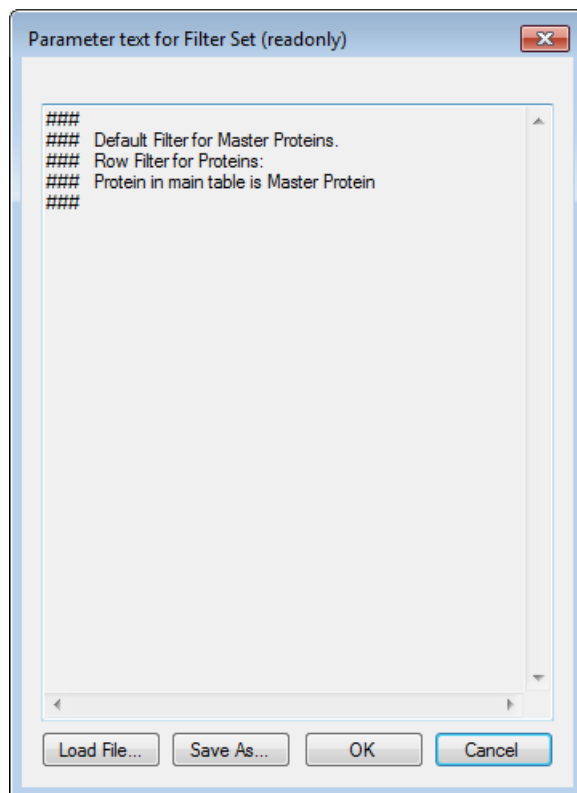 Parameter text for Filter Set (readonly)
###
### Default Filter for Master Proteins.
### Row Filter for Proteins:
### Protein in main table is Master Protein
###
Load File... Save As... OK Cancel